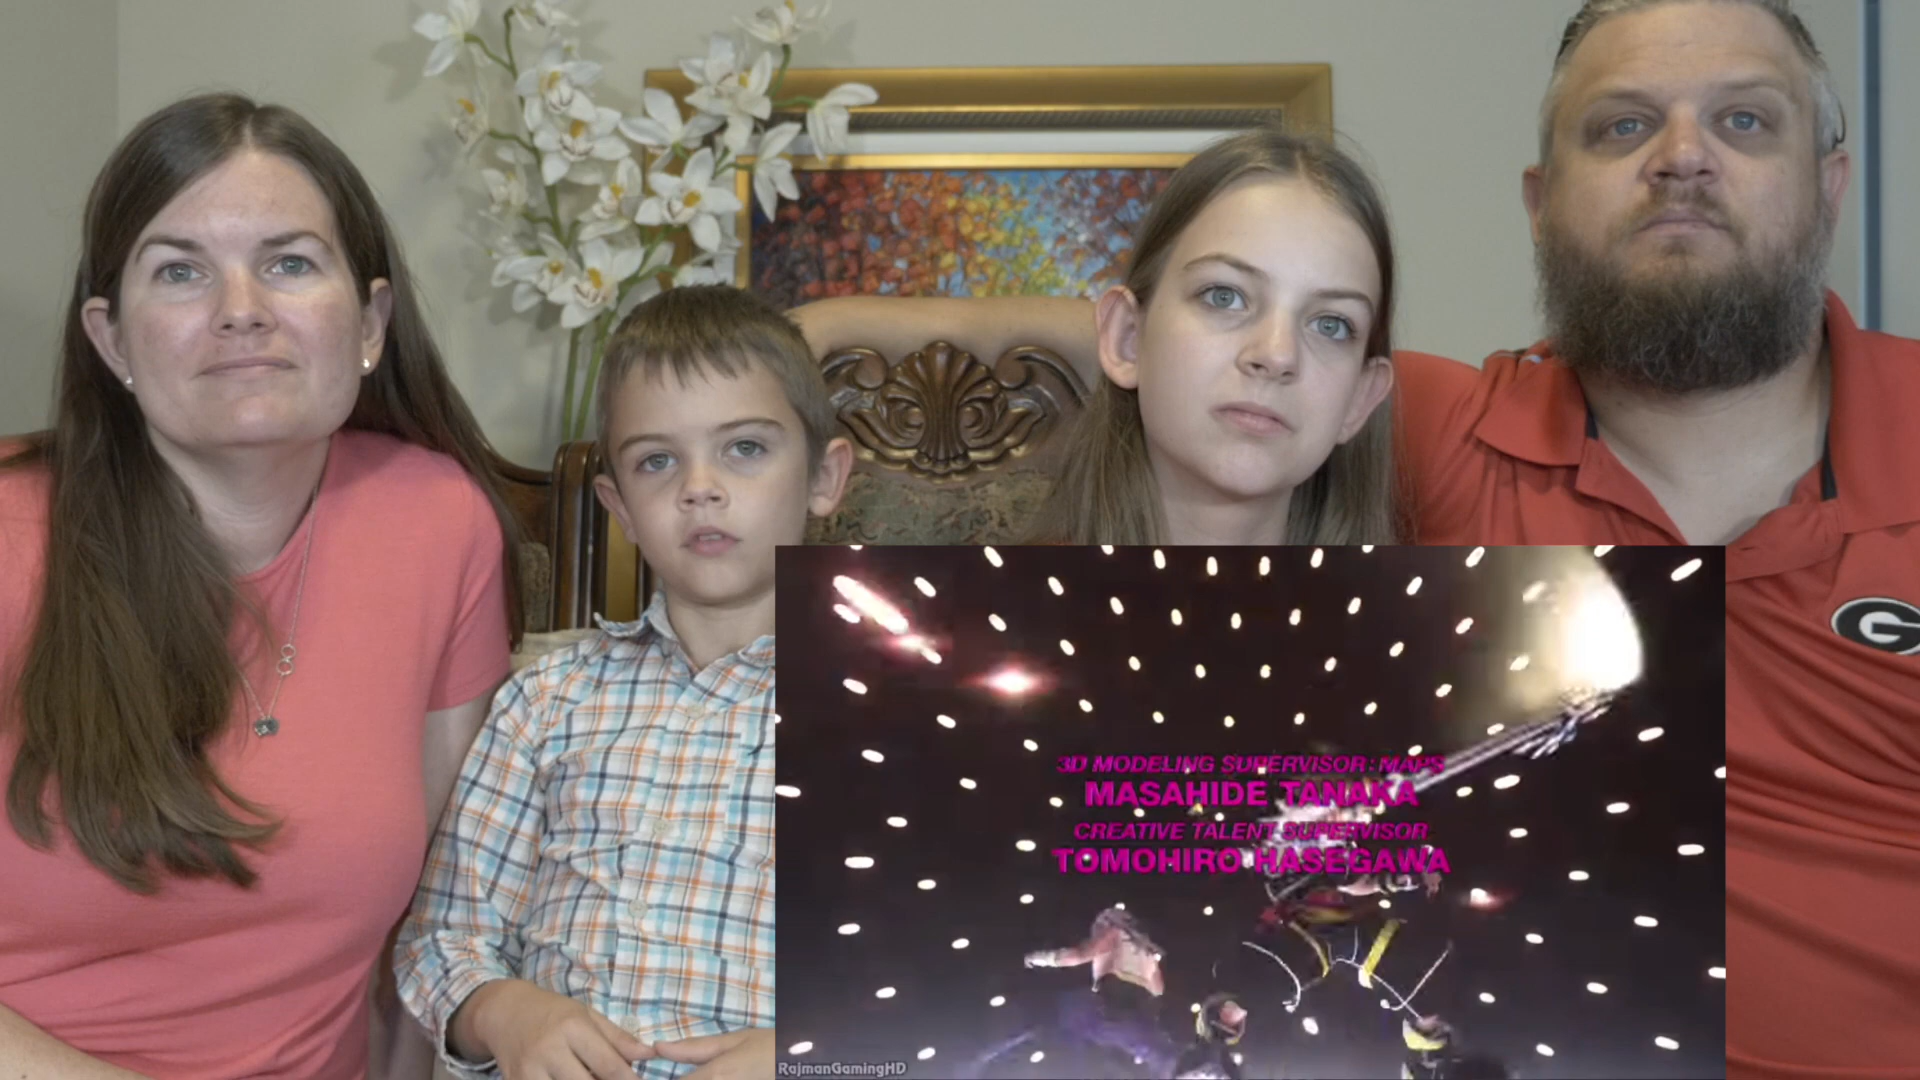 G
3D MODELING SUPERVISOR: MAPS
MASAHIDE TANAKA
CREATIVE TALENT SUPERVISOR
TOMOHIRO HASEGAWA
RajmanGamingHD